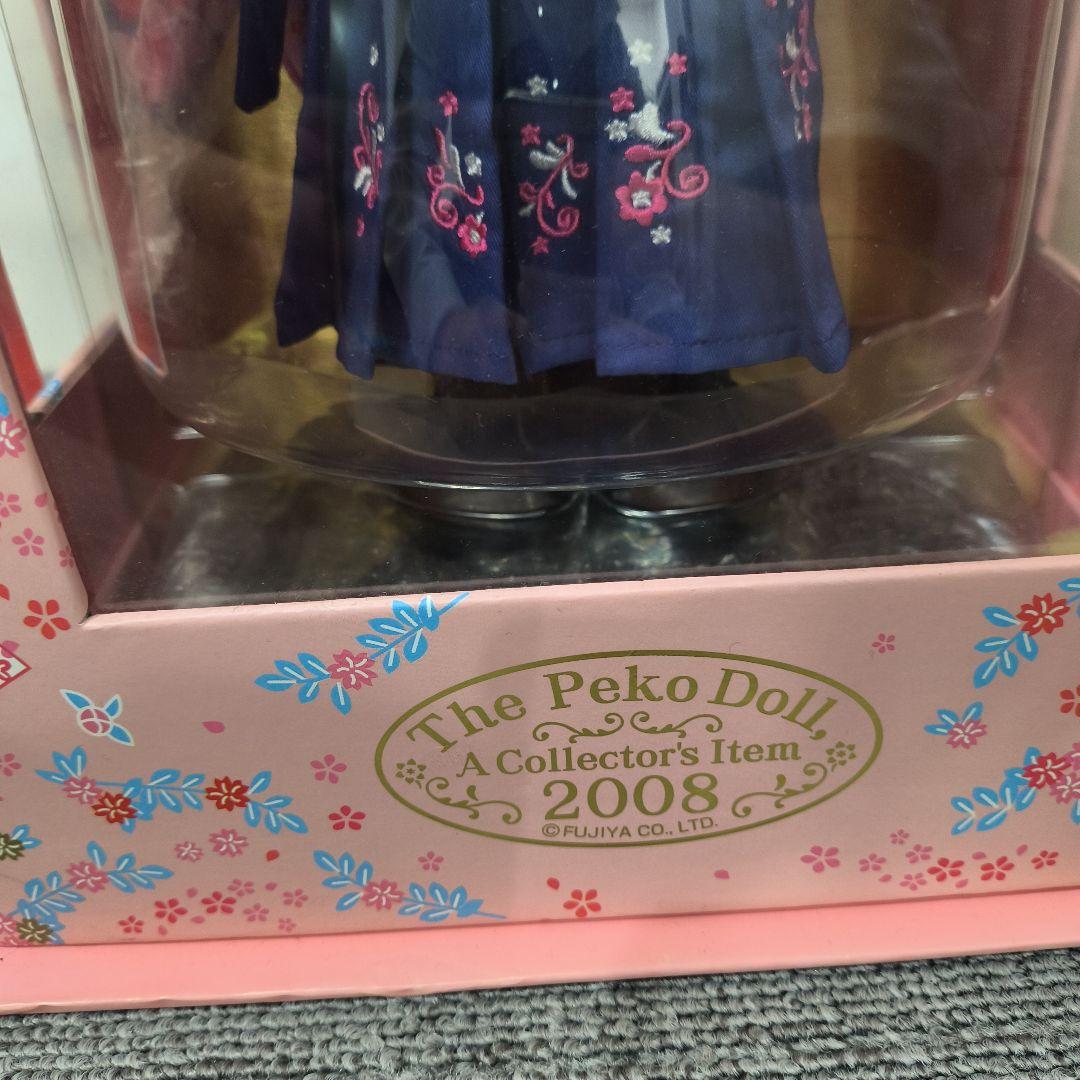 The Peko Doll
A Collector's Item
2008
©FUJIYA CO., LTD.